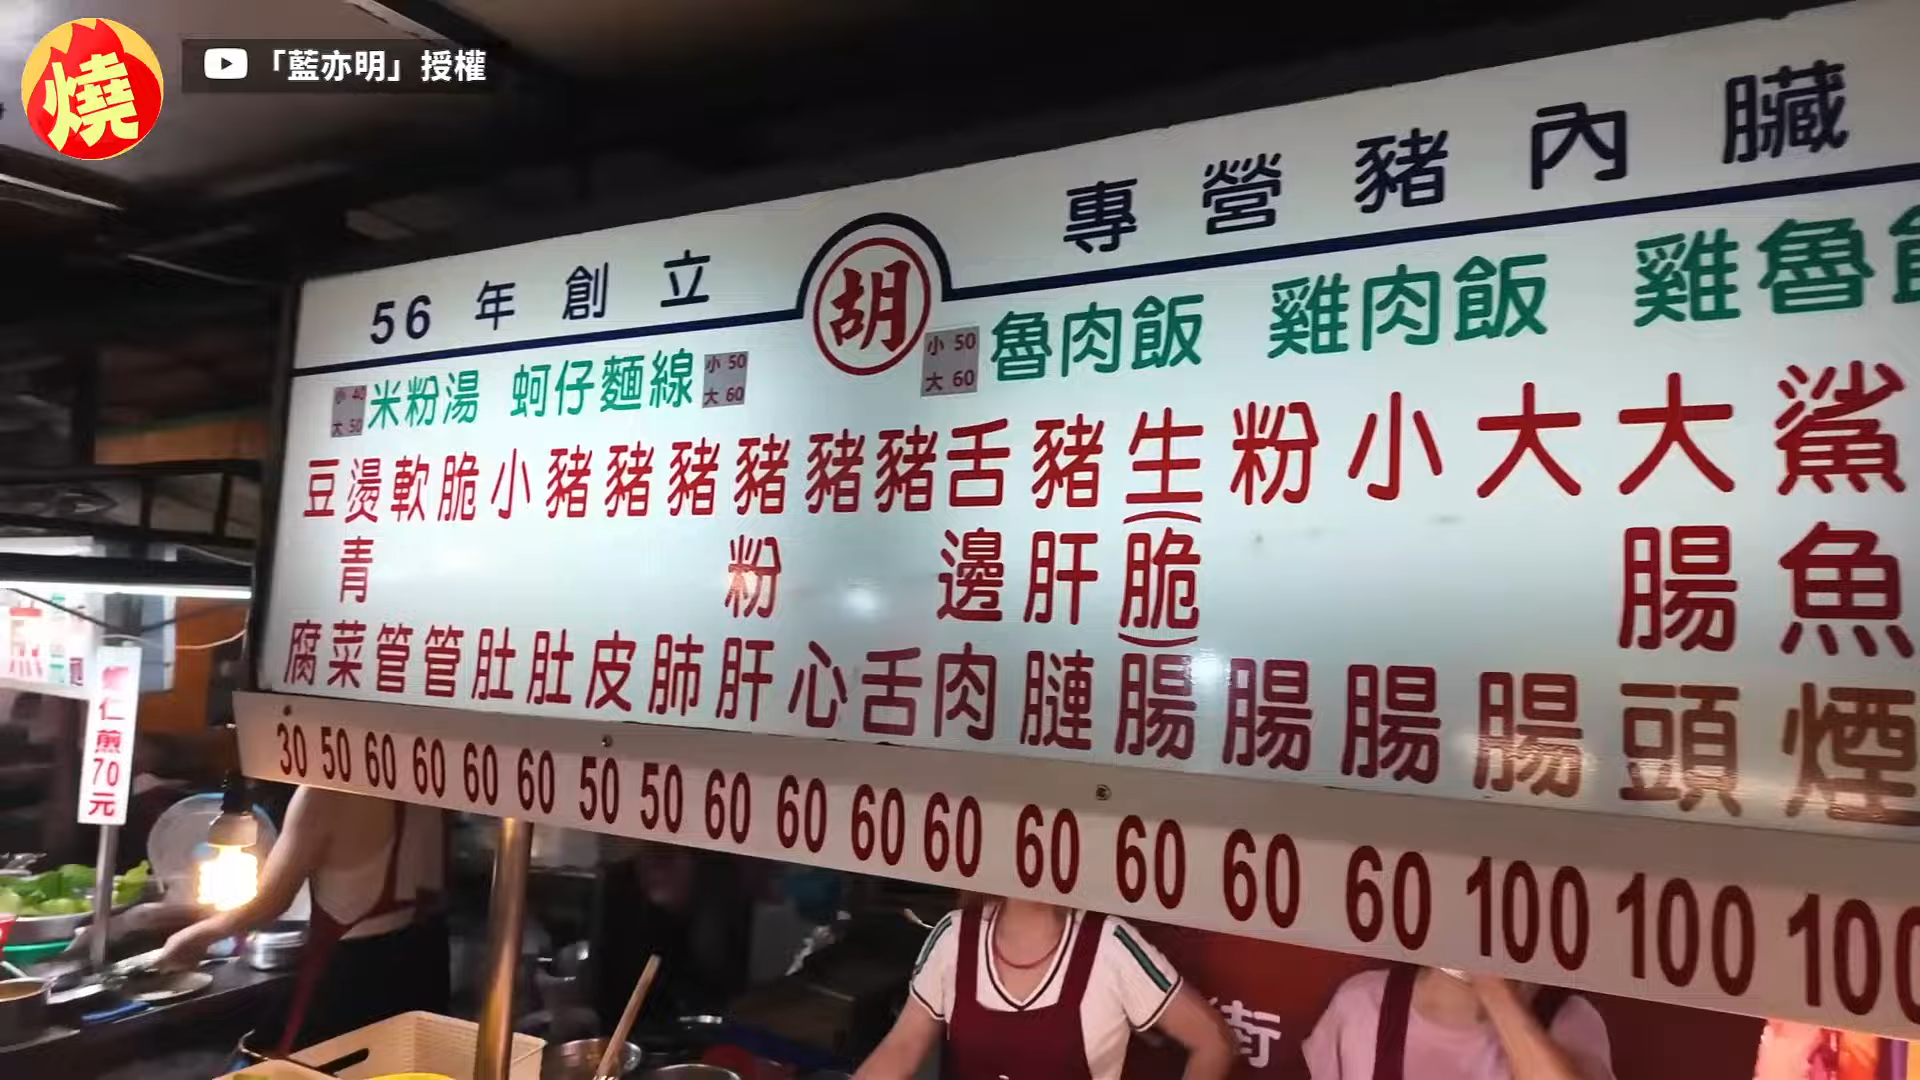 燒
「藍亦明」授權
56年創立
胡
專營豬內臟
小 40
大 50
米粉湯
蚵仔麵線
小 50
大 60
小 50
大 60
魯肉飯
雞肉飯
雞魯飯
豆腐 30
燙青菜 50
軟管 60
脆管 60
小肚 60
豬肚 60
豬皮 50
豬肺 50
豬粉肝 60
豬心 60
豬舌 60
舌邊肉 60
豬肝腱 60
生(脆)腸 60
粉腸 60
小腸 60
大腸 100
大腸頭 100
鯊魚煙 100
仁煎70元
街